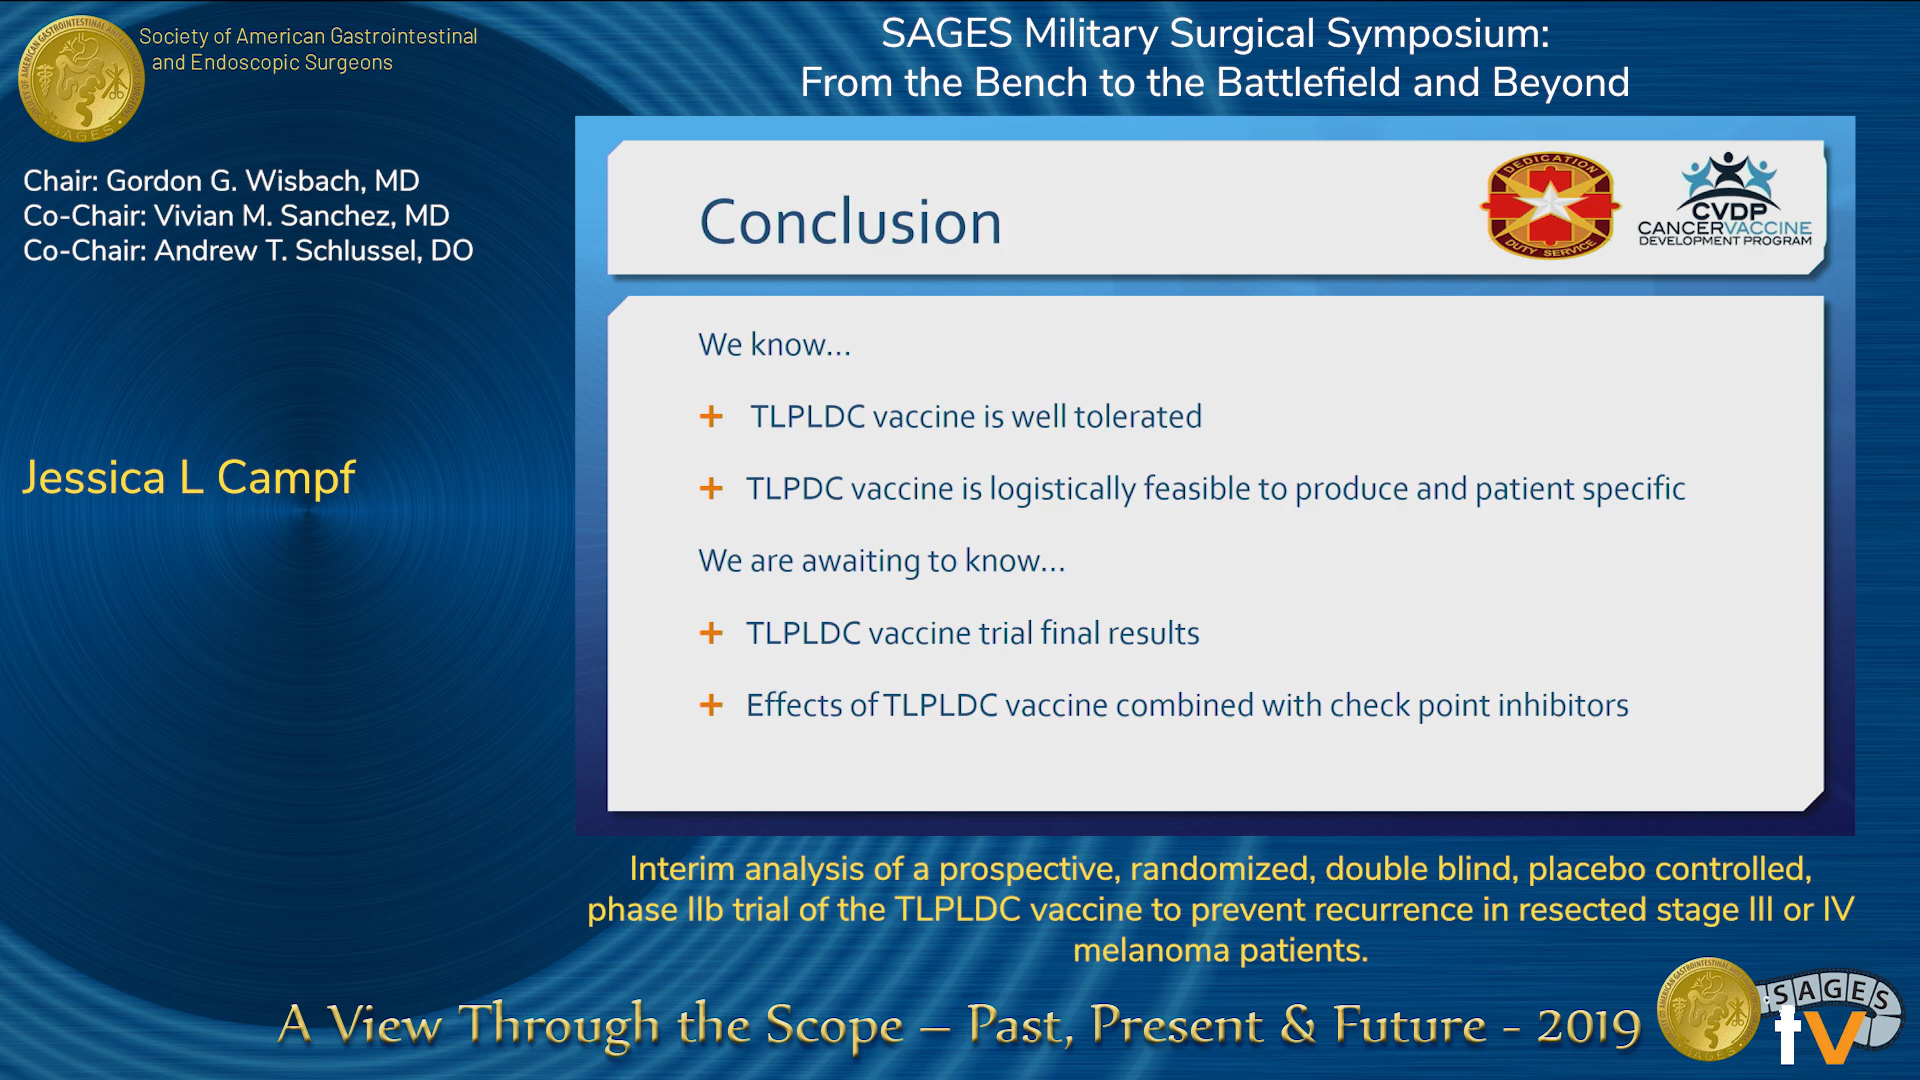 Society of American Gastrointestinal
and Endoscopic Surgeons
SAGES Military Surgical Symposium:
From the Bench to the Battlefield and Beyond
Chair: Gordon G. Wisbach, MD
Co-Chair: Vivian M. Sanchez, MD
Co-Chair: Andrew T. Schlussel, DO
Jessica L Campf
Conclusion
DEDICATION
DUTY SERVICE
CVDP
CANCERVACCINE
DEVELOPMENT PROGRAM
We know...
+ TLPLDC vaccine is well tolerated
+ TLPDC vaccine is logistically feasible to produce and patient specific
We are awaiting to know...
+ TLPLDC vaccine trial final results
+ Effects of TLPLDC vaccine combined with check point inhibitors
Interim analysis of a prospective, randomized, double blind, placebo controlled,
phase IIb trial of the TLPLDC vaccine to prevent recurrence in resected stage III or IV
melanoma patients.
A View Through the Scope – Past, Present & Future - 2019
SAGES
tv